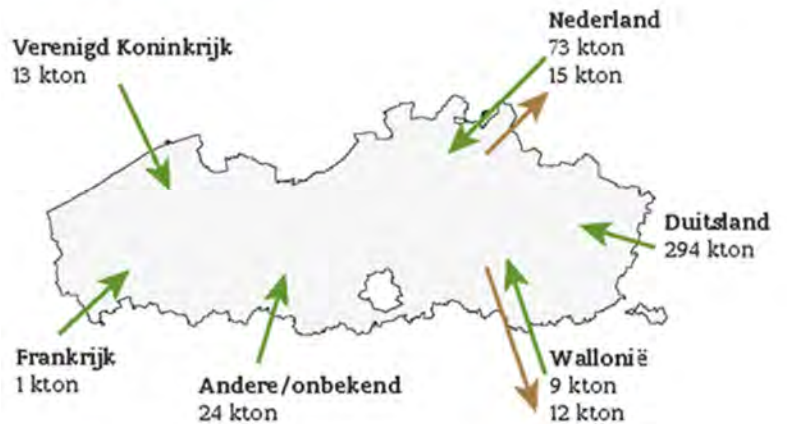 Nederland
73 kton
15 kton
Verenigd Koninkrijk
13 kton
Duitsland
294 kton
Frankrijk
1 kton
Andere/onbekend
24 kton
Wallonië
9 kton
12 kton